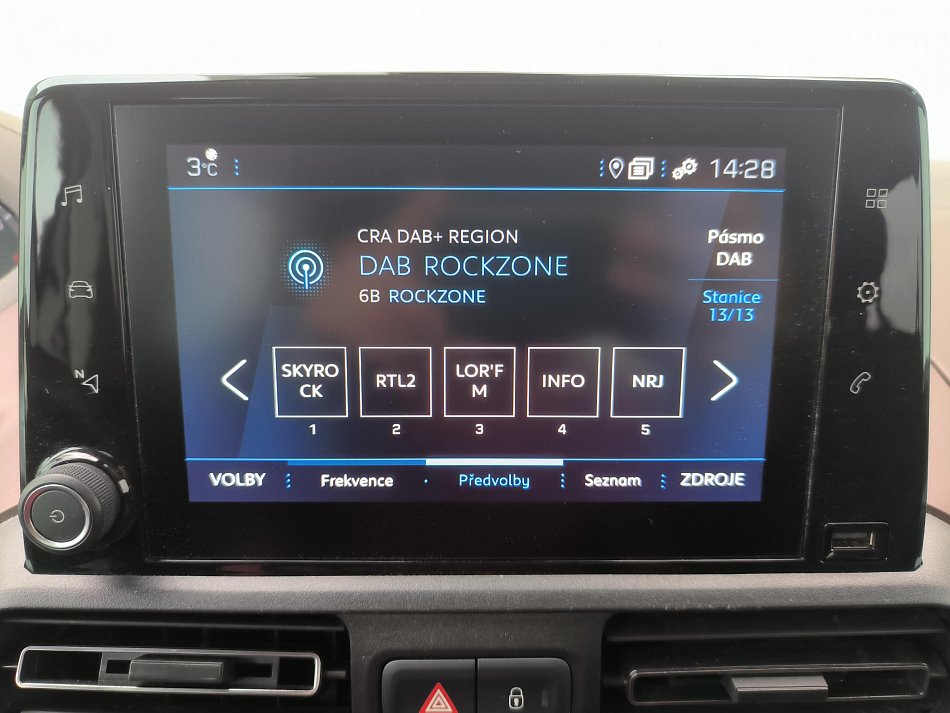 3°C
14:28
CRA DAB+ REGION
DAB ROCKZONE
6B ROCKZONE
Pásmo
DAB
Stanice
13/13
SKYRO
CK
RTL2
LOR'F
M
INFO
NRJ
1
2
3
4
5
VOLBY
Frekvence
Předvolby
Seznam
ZDROJE
N